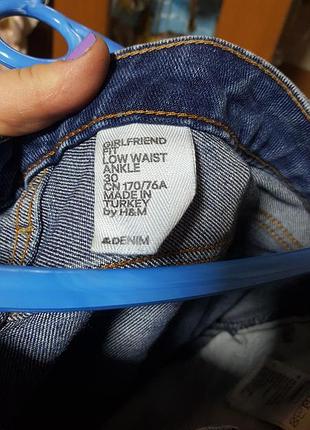 GIRLFRIEND
FIT
LOW WAIST
ANKLE
30
CN 170/76A
MADE IN
TURKEY
by H&M
&DENIM